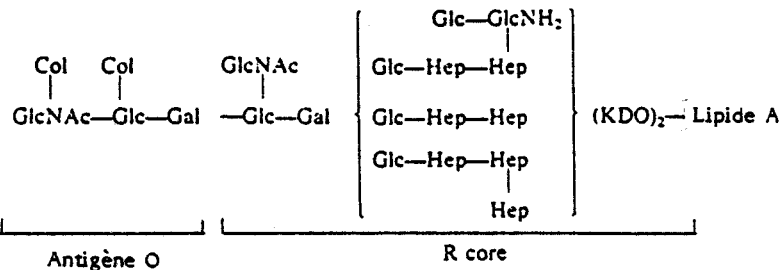 Glc—GlcNH₂
Col Col GlcNAc Glc—Hep—Hep
GlcNAc—Glc—Gal —Glc—Gal Glc—Hep—Hep (KDO)₂— Lipide A
Glc—Hep—Hep
Hep
Antigène O R core